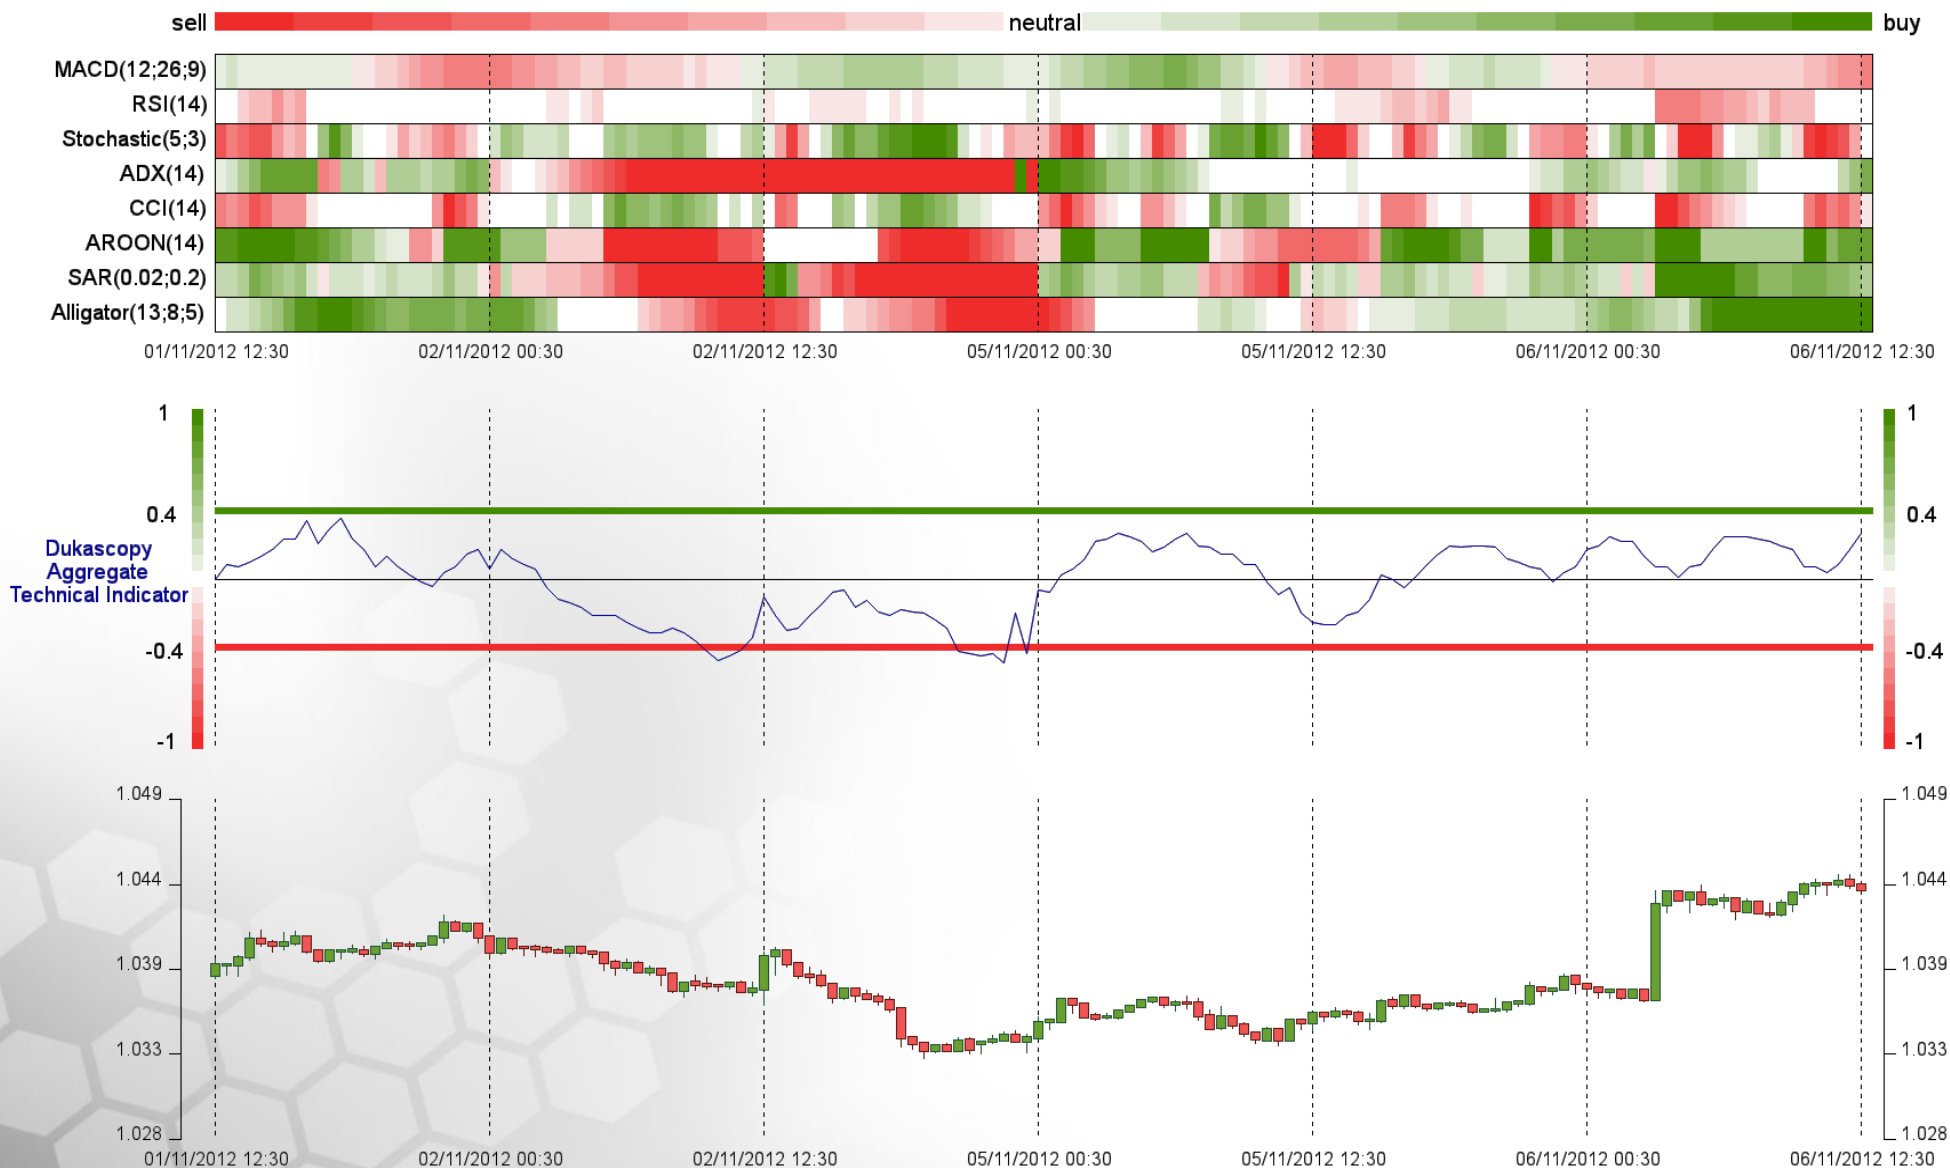 sell neutral buy
MACD(12;26;9)
RSI(14)
Stochastic(5;3)
ADX(14)
CCI(14)
AROON(14)
SAR(0.02;0.2)
Alligator(13;8;5)
01/11/2012 12:30 02/11/2012 00:30 02/11/2012 12:30 05/11/2012 00:30 05/11/2012 12:30 06/11/2012 00:30 06/11/2012 12:30
1 1
0.4 0.4
Dukascopy
Aggregate
Technical Indicator
-0.4 -0.4
-1 -1
1.049 1.049
1.044 1.044
1.039 1.039
1.033 1.033
1.028 1.028
01/11/2012 12:30 02/11/2012 00:30 02/11/2012 12:30 05/11/2012 00:30 05/11/2012 12:30 06/11/2012 00:30 06/11/2012 12:30